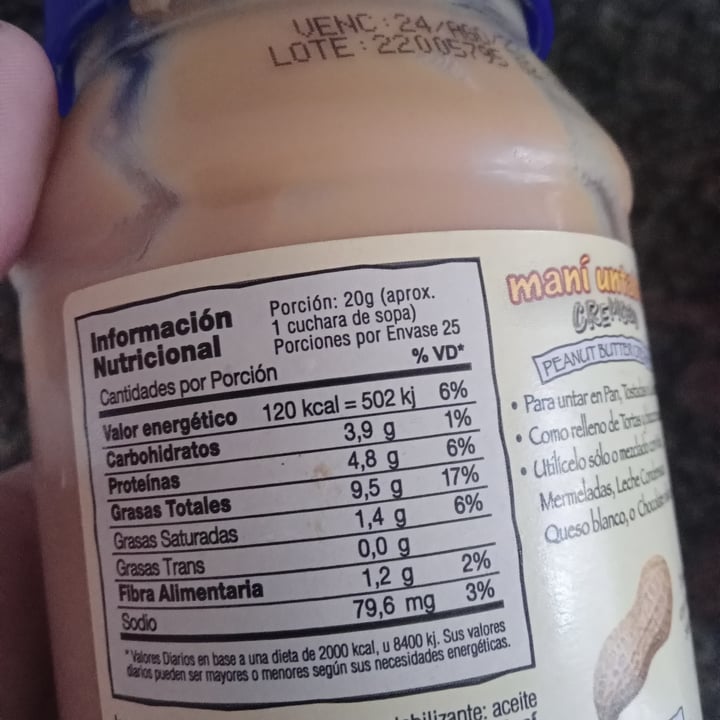 VENC:24/AGO
LOTE:22005795
Información
Nutricional
Porción: 20g (aprox.
1 cuchara de sopa)
Porciones por Envase 25
Cantidades por Porción
% VD*
Valor energético 120 kcal = 502 kj 6%
Carbohidratos 3,9 g 1%
Proteínas 4,8 g 6%
Grasas Totales 9,5 g 17%
Grasas Saturadas 1,4 g 6%
Grasas Trans 0,0 g
Fibra Alimentaria 1,2 g 2%
Sodio 79,6 mg 3%
*Valores Diarios en base a una dieta de 2000 kcal, u 8400 kj. Sus valores
diarios pueden ser mayores o menores según sus necesidades energéticas.
maní
PEANUT BUTTER
• Para untar en Pan,
• Como relleno de Tortas
• Utilícelo sólo o mezclado
Mermeladas, Leche
Queso blanco, o
aceite